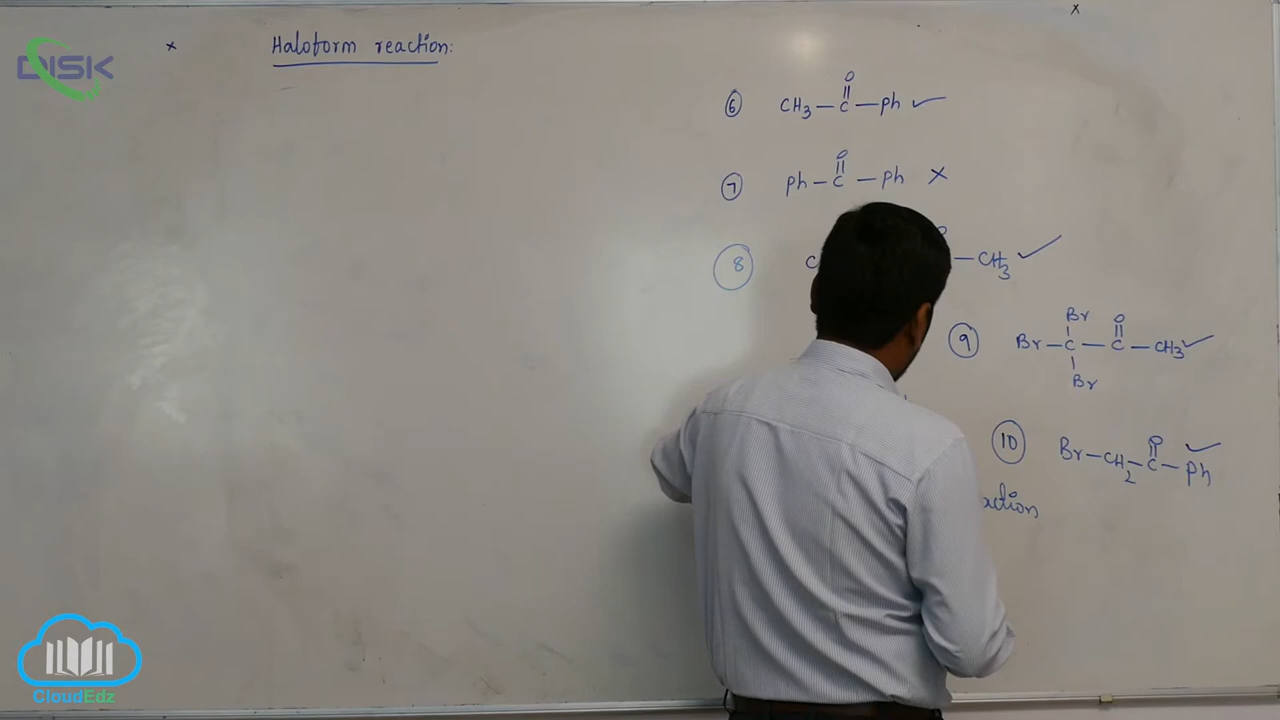 DISK
x Haloform reaction: x
⑥ CH3 — C — Ph ✓
O
||
⑦ Ph — C — Ph ✗
O
||
⑧ — CH3 ✓
⑨ Br — C — C — CH3 ✓
Br
O
||
Br
⑩ Br — CH2 — C — Ph ✓
O
||
CloudEdz